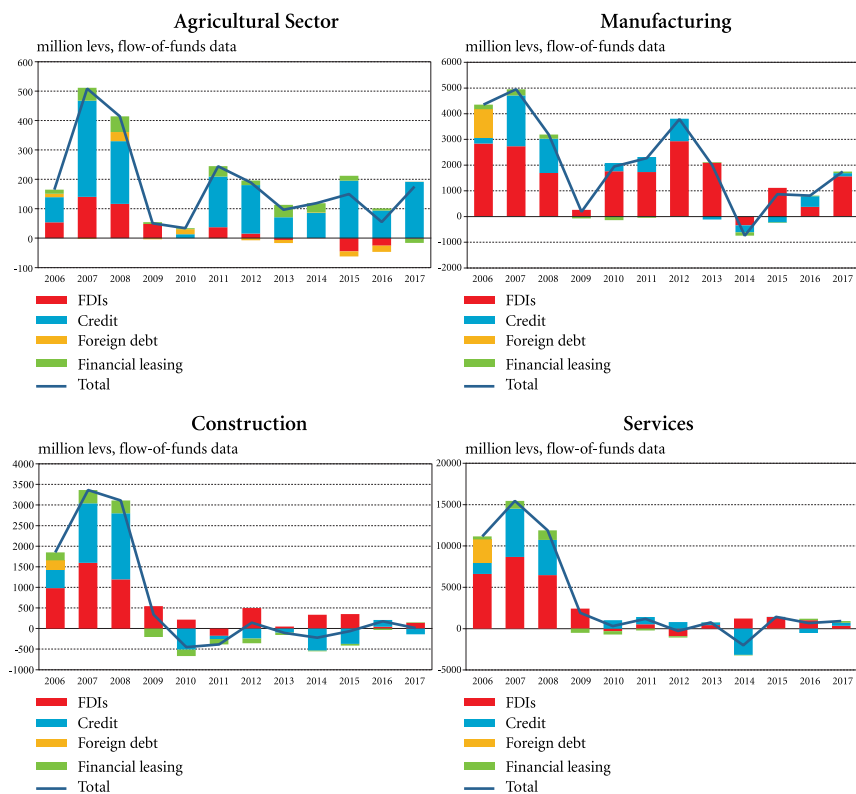 Agricultural Sector
million levs, flow-of-funds data
600
500
400
300
200
100
0
-100
2006 2007 2008 2009 2010 2011 2012 2013 2014 2015 2016 2017
FDIs
Credit
Foreign debt
Financial leasing
Total
Manufacturing
million levs, flow-of-funds data
6000
5000
4000
3000
2000
1000
0
-1000
-2000
2006 2007 2008 2009 2010 2011 2012 2013 2014 2015 2016 2017
FDIs
Credit
Foreign debt
Financial leasing
Total
Construction
million levs, flow-of-funds data
4000
3500
3000
2500
2000
1500
1000
500
0
-500
-1000
2006 2007 2008 2009 2010 2011 2012 2013 2014 2015 2016 2017
FDIs
Credit
Foreign debt
Financial leasing
Total
Services
million levs, flow-of-funds data
20000
15000
10000
5000
0
-5000
2006 2007 2008 2009 2010 2011 2012 2013 2014 2015 2016 2017
FDIs
Credit
Foreign debt
Financial leasing
Total